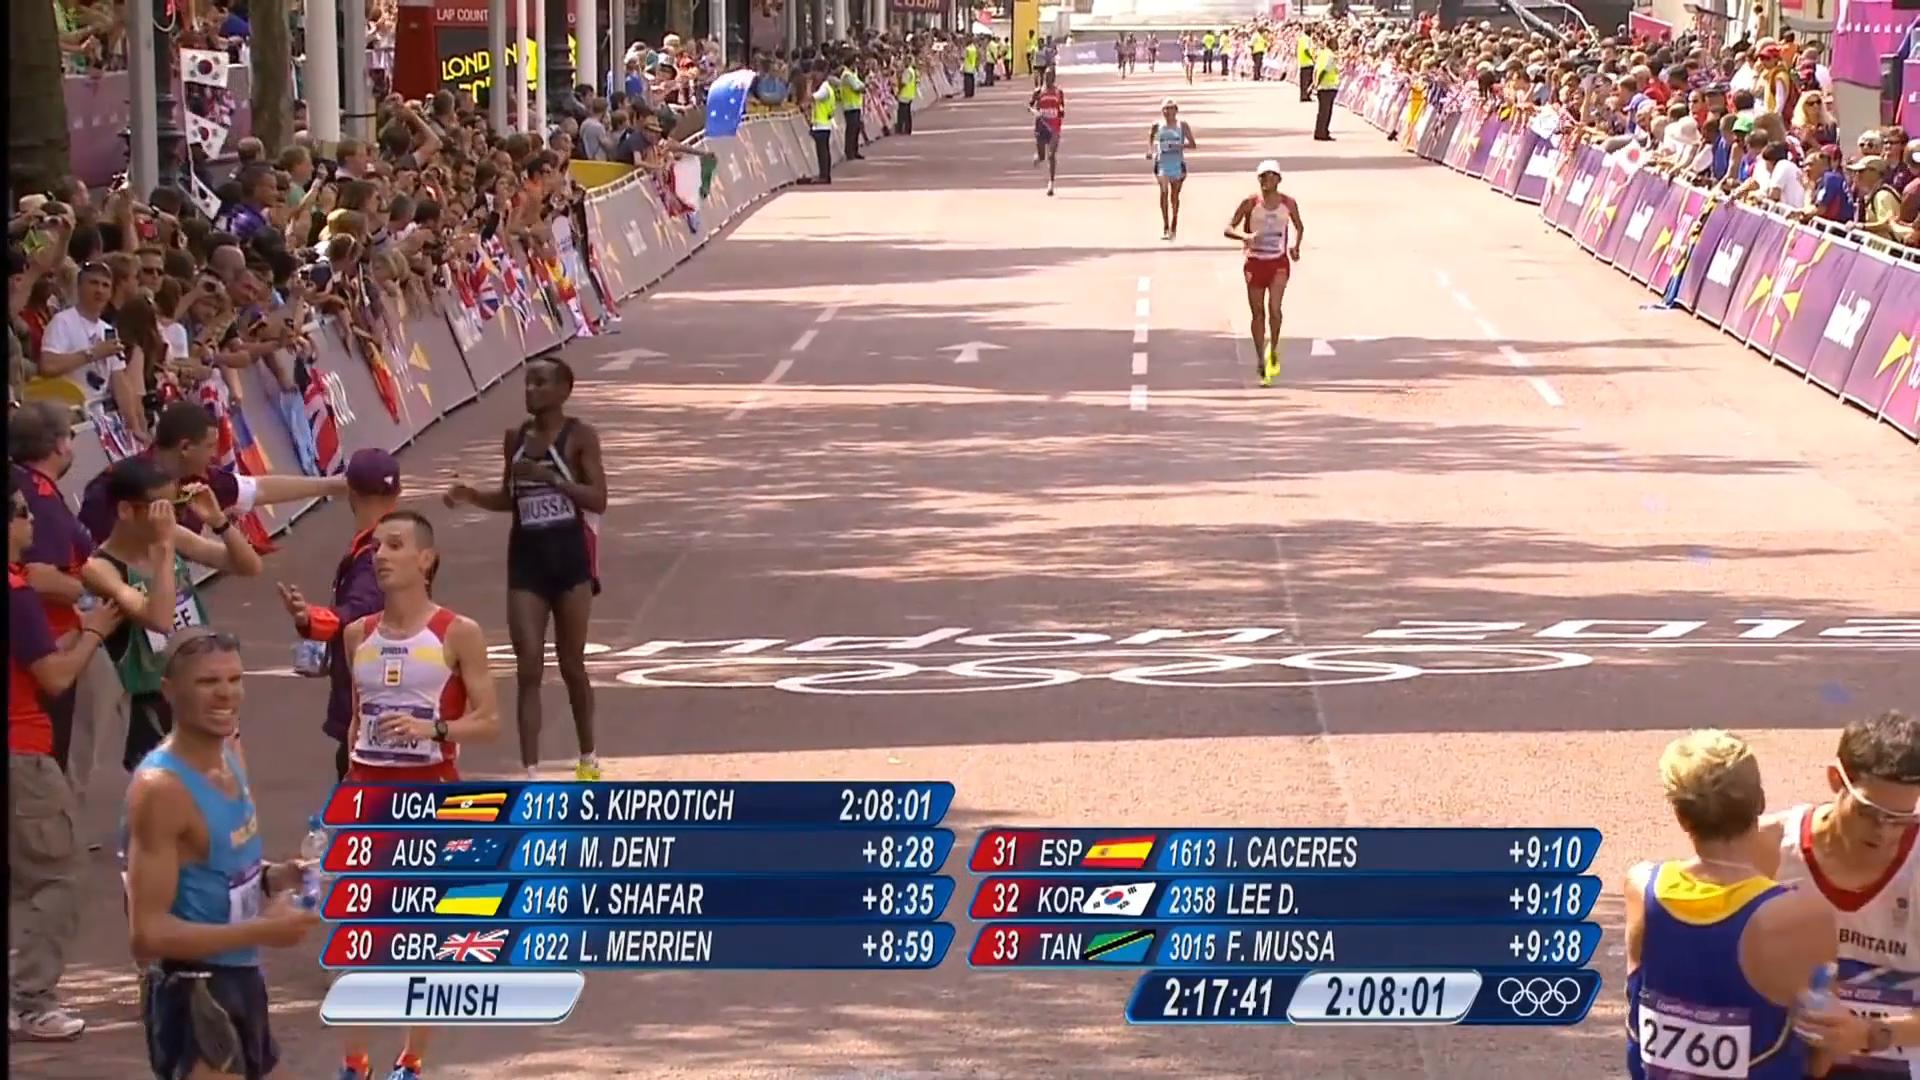 LAP COUNT
LONDON
MUSSA
ondon 2012
1 UGA 3113 S. KIPROTICH 2:08:01
28 AUS 1041 M. DENT +8:28
29 UKR 3146 V. SHAFAR +8:35
30 GBR 1822 L. MERRIEN +8:59
31 ESP 1613 I. CACERES +9:10
32 KOR 2358 LEE D. +9:18
33 TAN 3015 F. MUSSA +9:38
FINISH
2:17:41 2:08:01
BRITAIN
2760